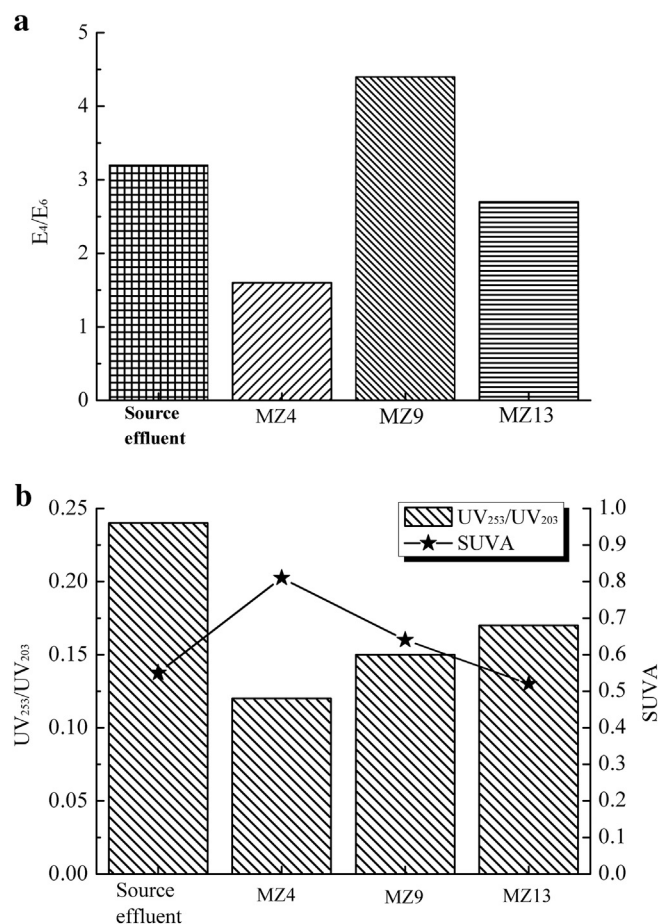 a
5
4
3
2
1
0
E₄/E₆
Source
effluent
MZ4
MZ9
MZ13
b
0.25
0.20
0.15
0.10
0.05
0.00
UV₂₅₃/UV₂₀₃
UV₂₅₃/UV₂₀₃
SUVA
1.0
0.9
0.8
0.7
0.6
0.5
0.4
0.3
0.2
0.1
0.0
SUVA
Source
effluent
MZ4
MZ9
MZ13